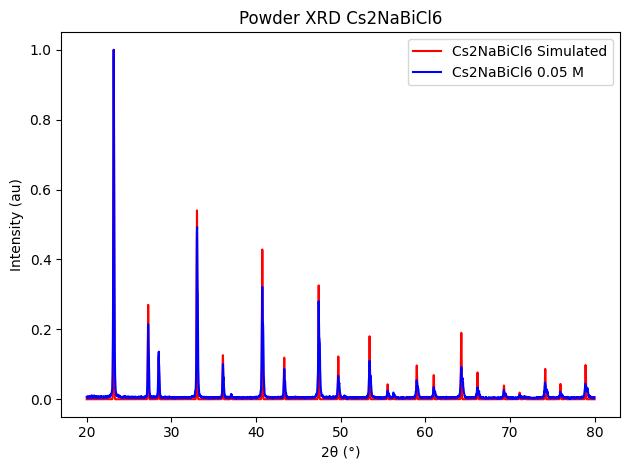 Powder XRD Cs2NaBiCl6
Cs2NaBiCl6 Simulated
Cs2NaBiCl6 0.05 M
1.0
0.8
0.6
0.4
0.2
0.0
Intensity (au)
20 30 40 50 60 70 80
2θ (°)